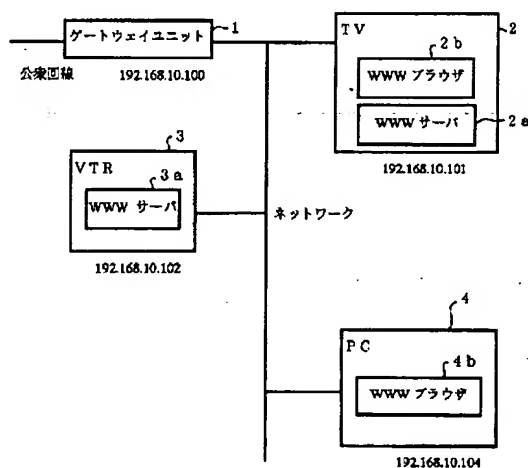 ゲートウェイユニット
1
公衆回線
192.168.10.100
TV
2
2b
WWW ブラウザ
2a
WWW サーバ
192.168.10.101
3
VTR
3a
WWW サーバ
192.168.10.102
ネットワーク
4
PC
4b
WWW ブラウザ
192.168.10.104